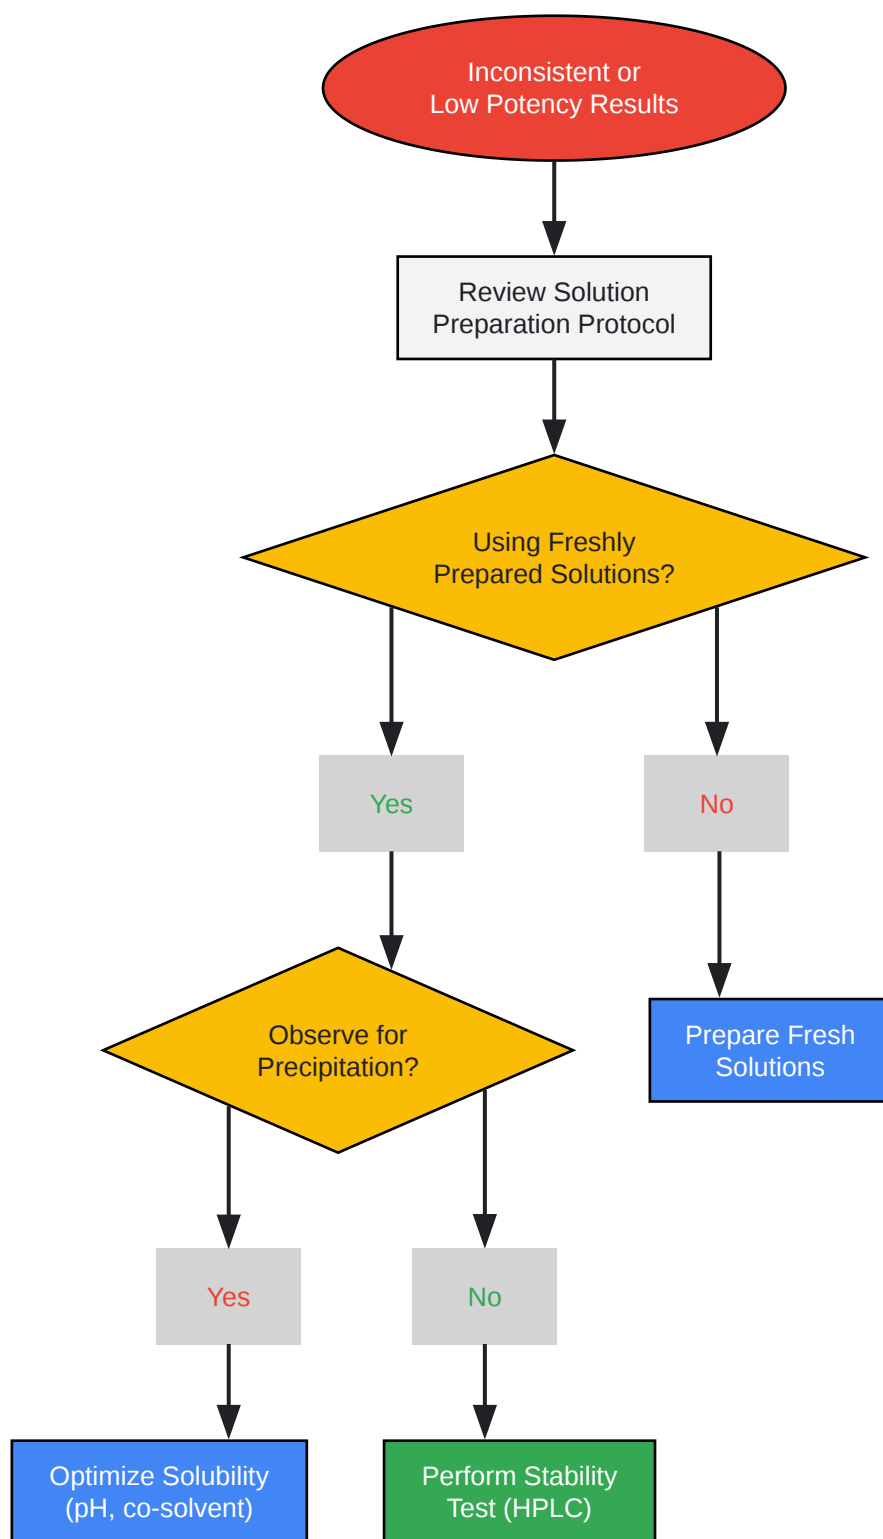 Inconsistent or
Low Potency Results
Review Solution
Preparation Protocol
Using Freshly
Prepared Solutions?
Yes
No
Observe for
Precipitation?
Prepare Fresh
Solutions
Yes
No
Optimize Solubility
(pH, co-solvent)
Perform Stability
Test (HPLC)